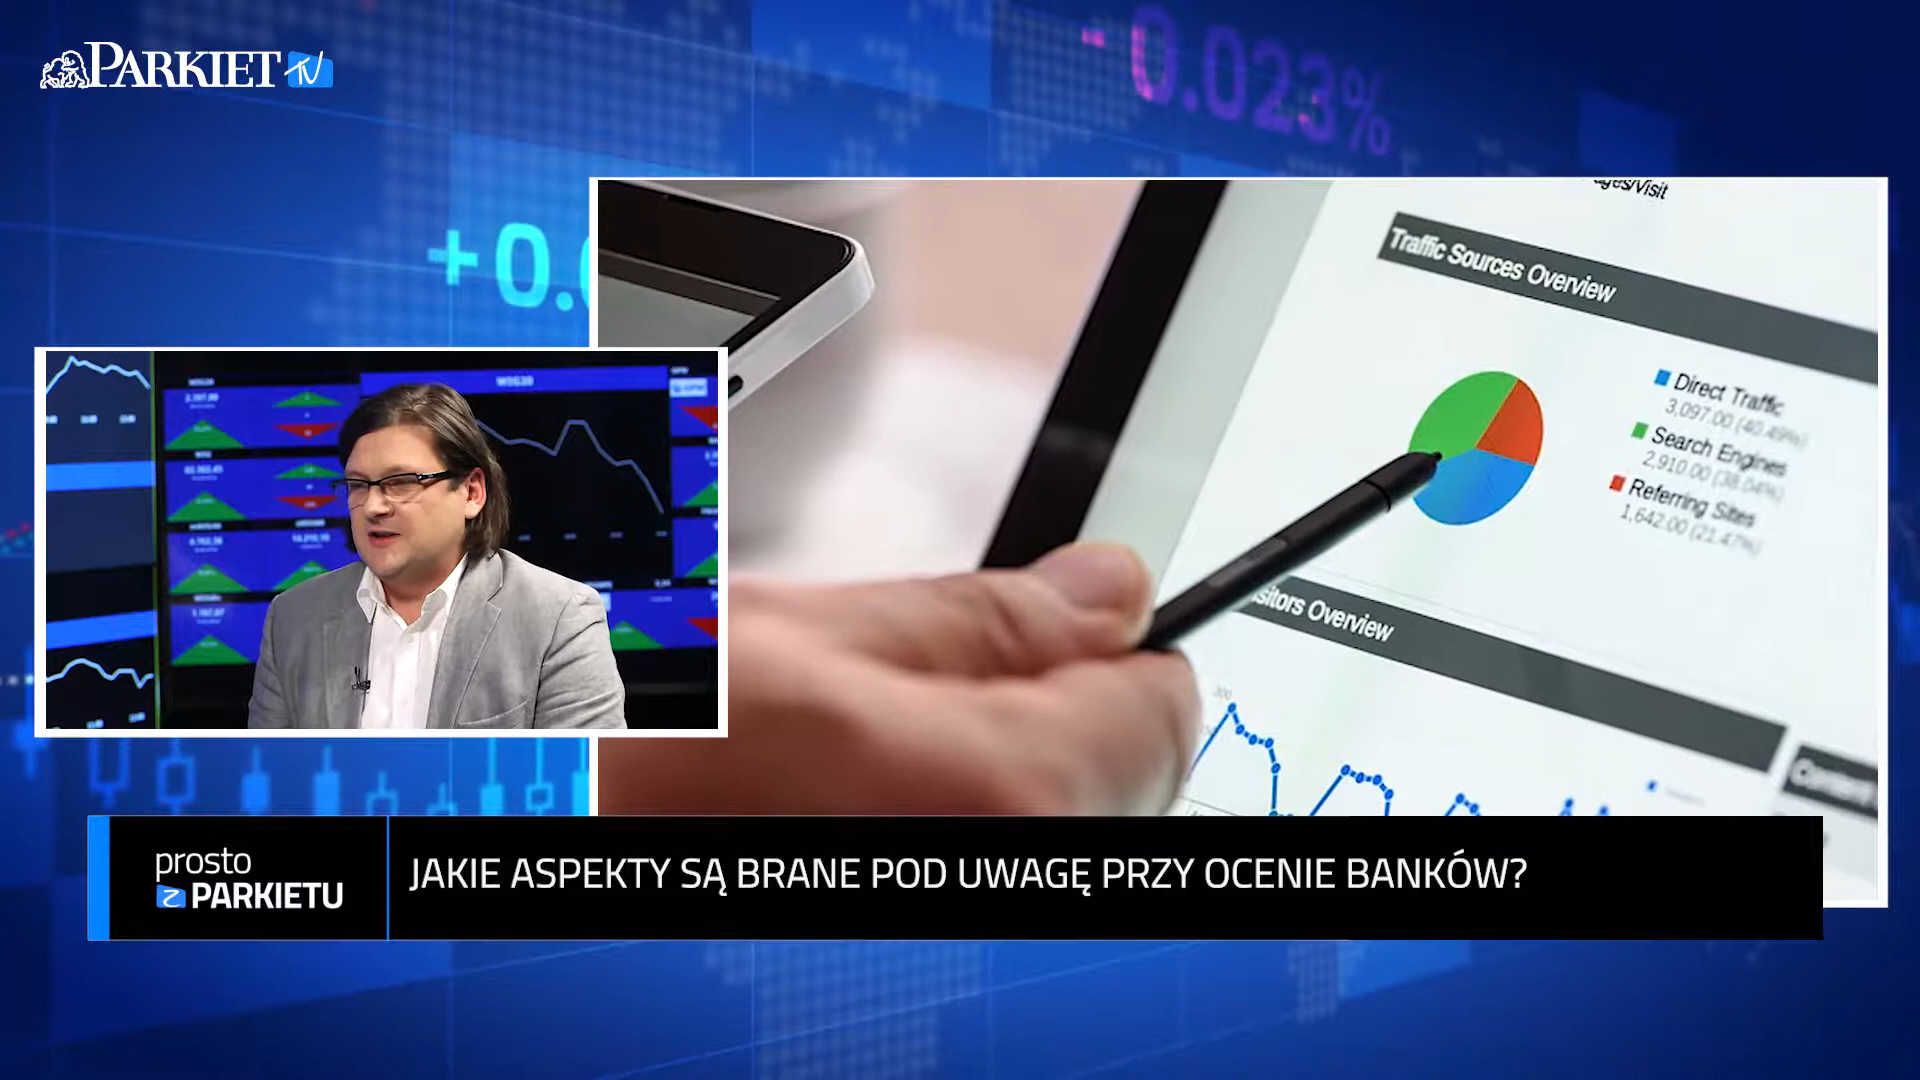 PARKIET TV
-0.023%
+0.0
Traffic Sources Overview
Direct Traffic
3,097.00 (40.49%)
Search Engines
2,910.00 (38.04%)
Referring Sites
1,642.00 (21.47%)
Overview
300
WIG20
prosto
z PARKIETU
JAKIE ASPEKTY SĄ BRANE POD UWAGĘ PRZY OCENIE BANKÓW?